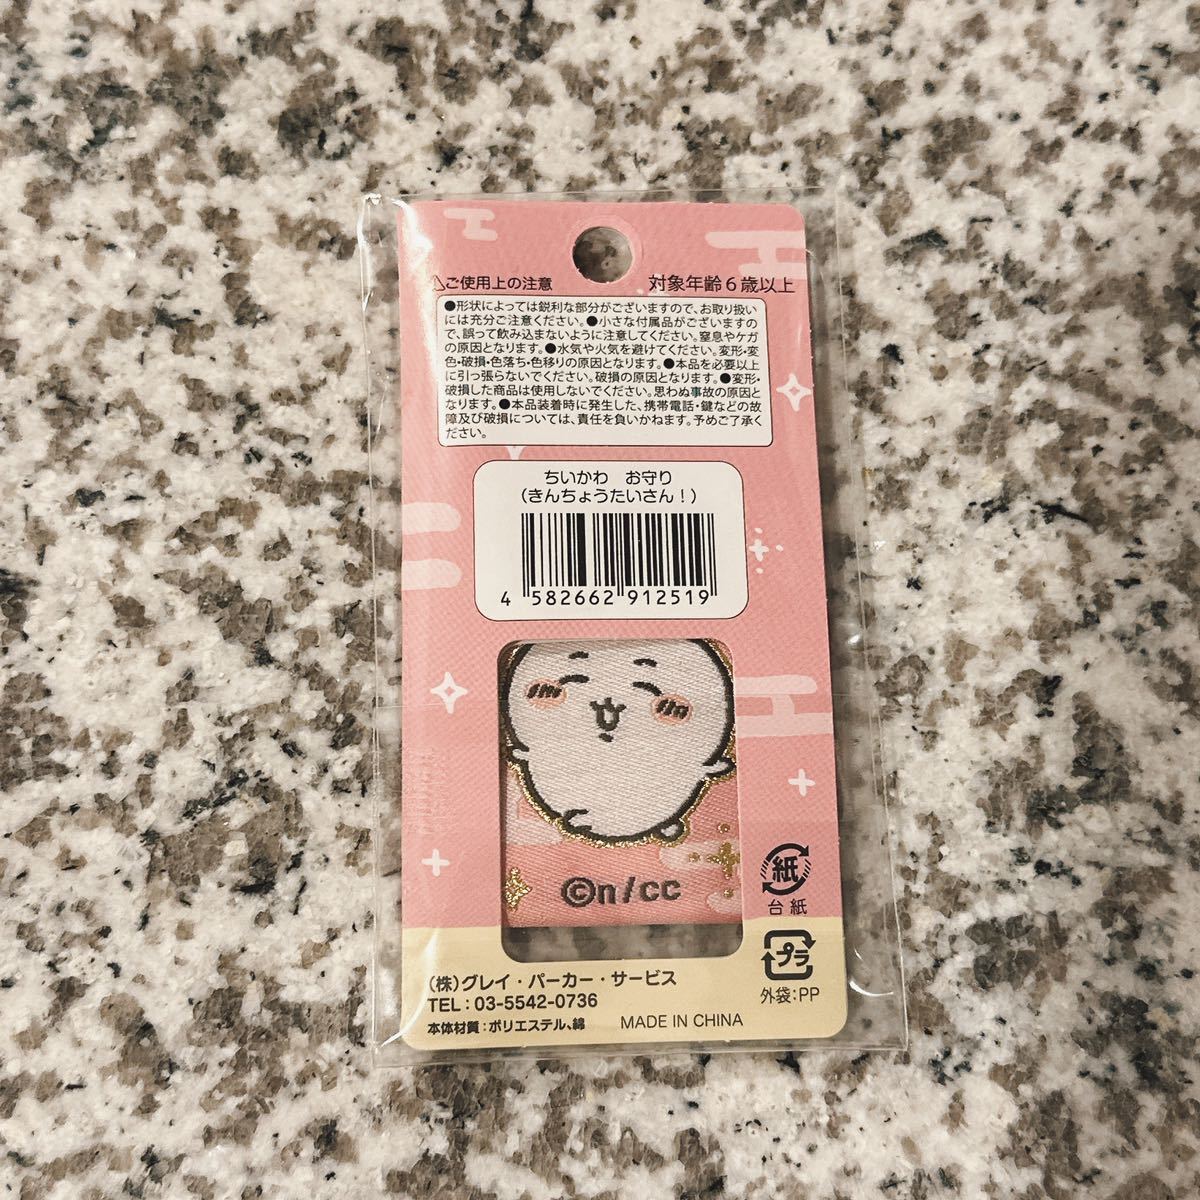 ⚠ご使用上の注意 対象年齢6歳以上
●形状によっては鋭利な部分がございますので、お取り扱い
には充分ご注意ください。●小さな付属品がございますの
で、誤って飲み込まないように注意してください。窒息やケガ
の原因となります。●水気や火気を避けてください。変形・変
色・破損・色落ち・色移りの原因となります。●本品を必要以上
に引っ張らないでください。破損の原因となります。●変形・
破損した商品は使用しないでください。思わぬ事故の原因と
なります。●本品装着時に発生した、携帯電話・鍵などの故
障及び破損については、責任を負いかねます。予めご了承く
ださい。
ちいかわ お守り
(きんちょうたいさん!)
4 582662 912519
©n/cc
紙
台紙
プラ
外袋:PP
(株)グレイ・パーカー・サービス
TEL:03-5542-0736
本体材質:ポリエステル、綿 MADE IN CHINA